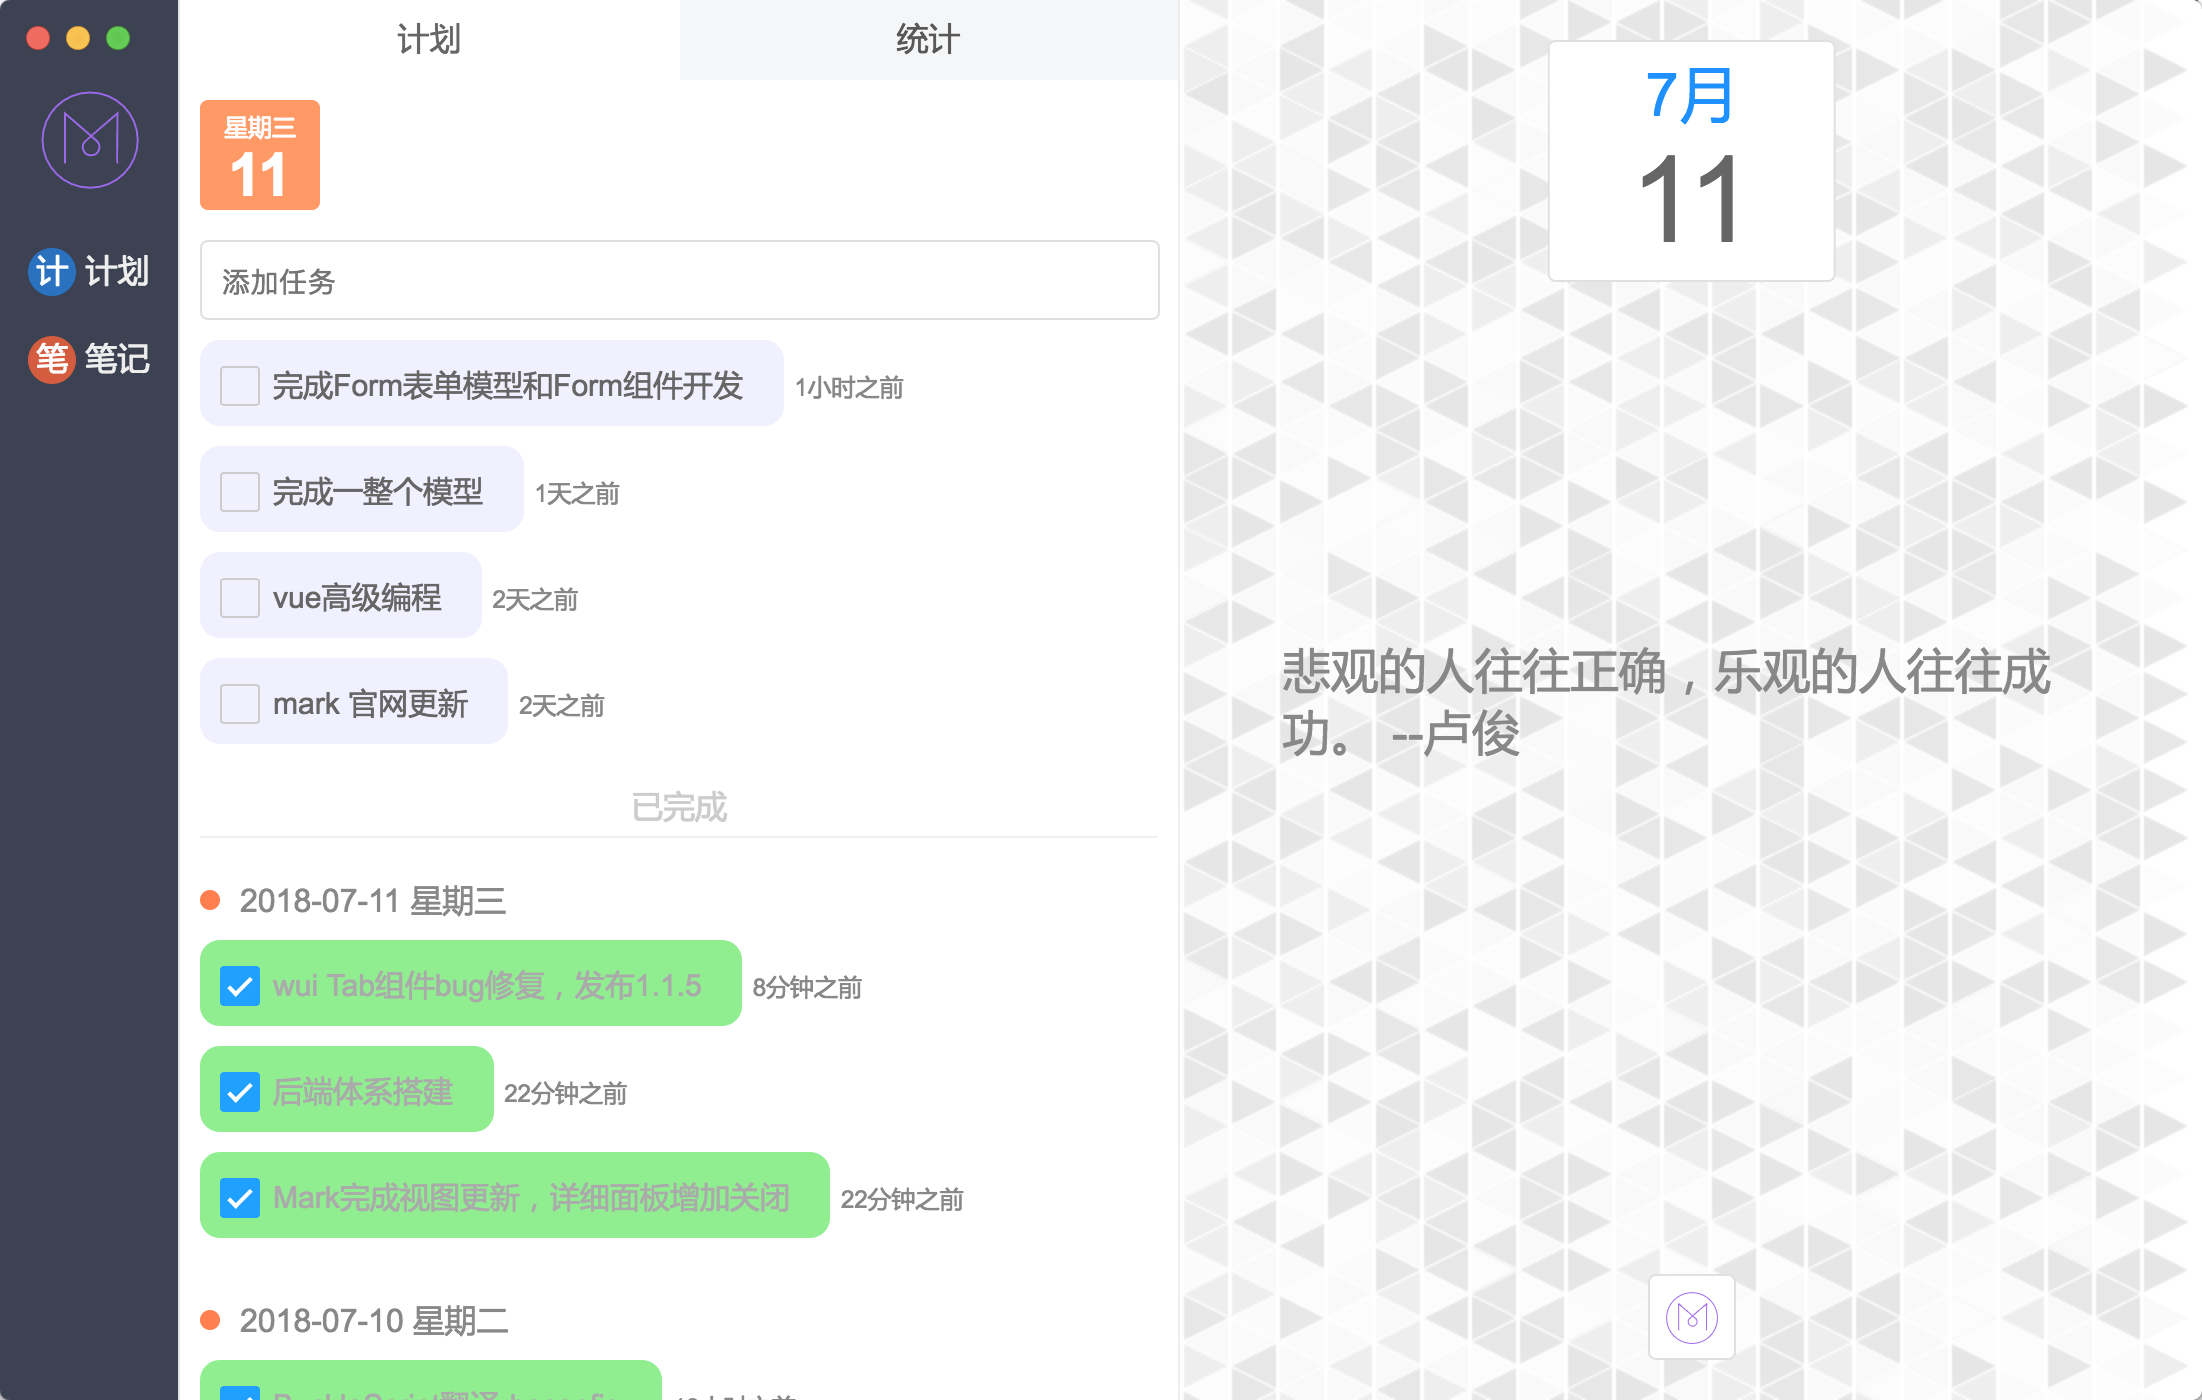 计划
统计
7月
11
星期三
11
计 计划
笔 笔记
添加任务
完成Form表单模型和Form组件开发 1小时之前
完成一整个模型 1天之前
vue高级编程 2天之前
mark 官网更新 2天之前
悲观的人往往正确，乐观的人往往成
功。 --卢俊
已完成
2018-07-11 星期三
wui Tab组件bug修复，发布1.1.5 8分钟之前
后端体系搭建 22分钟之前
Mark完成视图更新，详细面板增加关闭 22分钟之前
2018-07-10 星期二